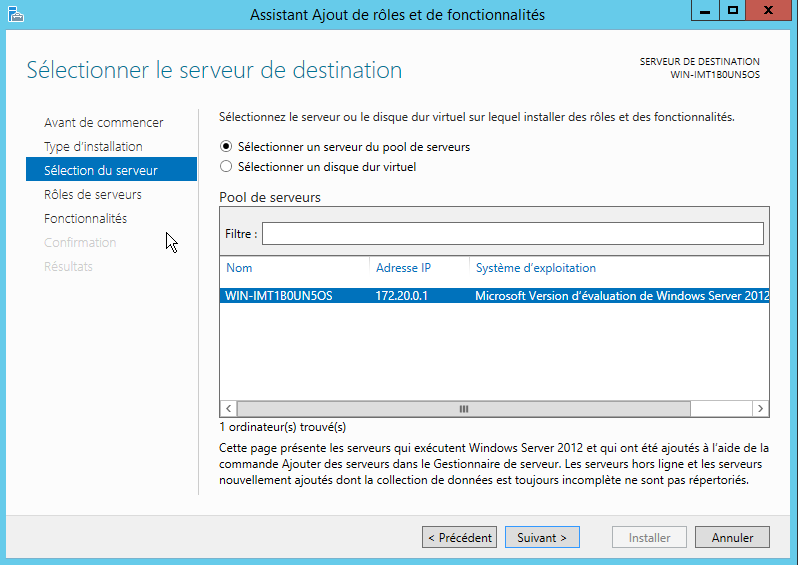 Assistant Ajout de rôles et de fonctionnalités
Sélectionner le serveur de destination
SERVEUR DE DESTINATION
WIN-IMT1B0UN5OS
Avant de commencer
Type d'installation
Sélection du serveur
Rôles de serveurs
Fonctionnalités
Confirmation
Résultats
Sélectionnez le serveur ou le disque dur virtuel sur lequel installer des rôles et des fonctionnalités.
Sélectionner un serveur du pool de serveurs
Sélectionner un disque dur virtuel
Pool de serveurs
Filtre :
Nom Adresse IP Système d'exploitation
WIN-IMT1B0UN5OS 172.20.0.1 Microsoft Version d'évaluation de Windows Server 2012
1 ordinateur(s) trouvé(s)
Cette page présente les serveurs qui exécutent Windows Server 2012 et qui ont été ajoutés à l'aide de la
commande Ajouter des serveurs dans le Gestionnaire de serveur. Les serveurs hors ligne et les serveurs
nouvellement ajoutés dont la collection de données est toujours incomplète ne sont pas répertoriés.
< Précédent Suivant > Installer Annuler